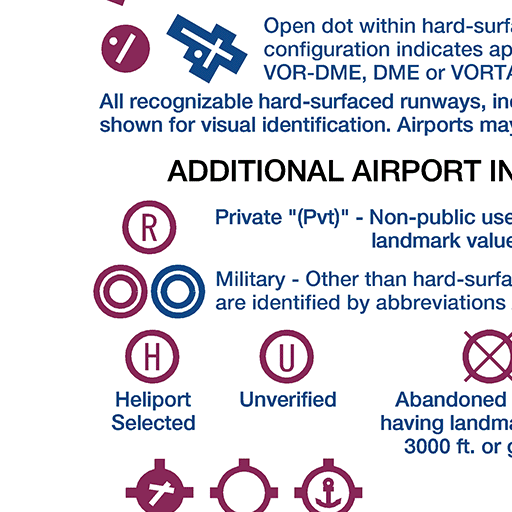 Open dot within hard-surf
configuration indicates ap
VOR-DME, DME or VORTA
All recognizable hard-surfaced runways, in
shown for visual identification. Airports may
ADDITIONAL AIRPORT IN
R
Private "(Pvt)" - Non-public use
landmark value
Military - Other than hard-surfa
are identified by abbreviations
H
U
Heliport
Selected
Unverified
Abandoned
having landma
3000 ft. or g